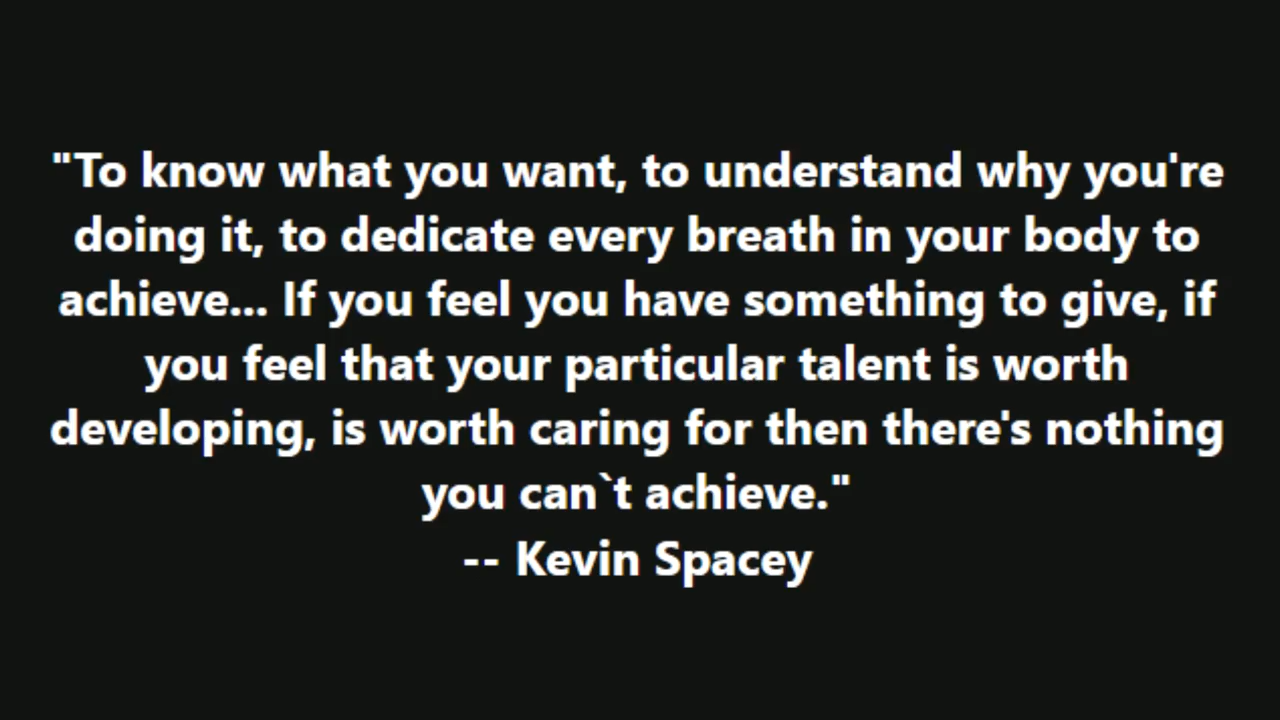 "To know what you want, to understand why you're
doing it, to dedicate every breath in your body to
achieve... If you feel you have something to give, if
you feel that your particular talent is worth
developing, is worth caring for then there's nothing
you can`t achieve."
-- Kevin Spacey